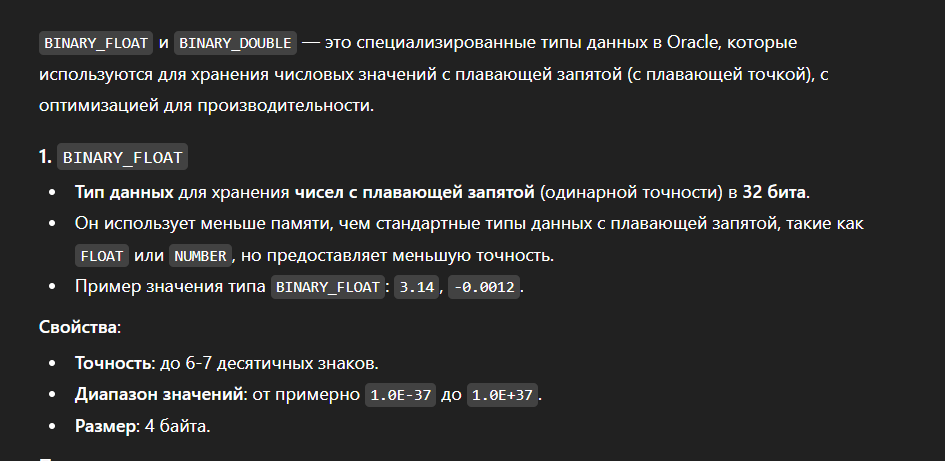 BINARY_FLOAT и BINARY_DOUBLE — это специализированные типы данных в Oracle, которые
используются для хранения числовых значений с плавающей запятой (с плавающей точкой), с
оптимизацией для производительности.
1. BINARY_FLOAT
• Тип данных для хранения чисел с плавающей запятой (одинарной точности) в 32 бита.
• Он использует меньше памяти, чем стандартные типы данных с плавающей запятой, такие как
FLOAT или NUMBER, но предоставляет меньшую точность.
• Пример значения типа BINARY_FLOAT: 3.14, -0.0012.
Свойства:
• Точность: до 6-7 десятичных знаков.
• Диапазон значений: от примерно 1.0E-37 до 1.0E+37.
• Размер: 4 байта.